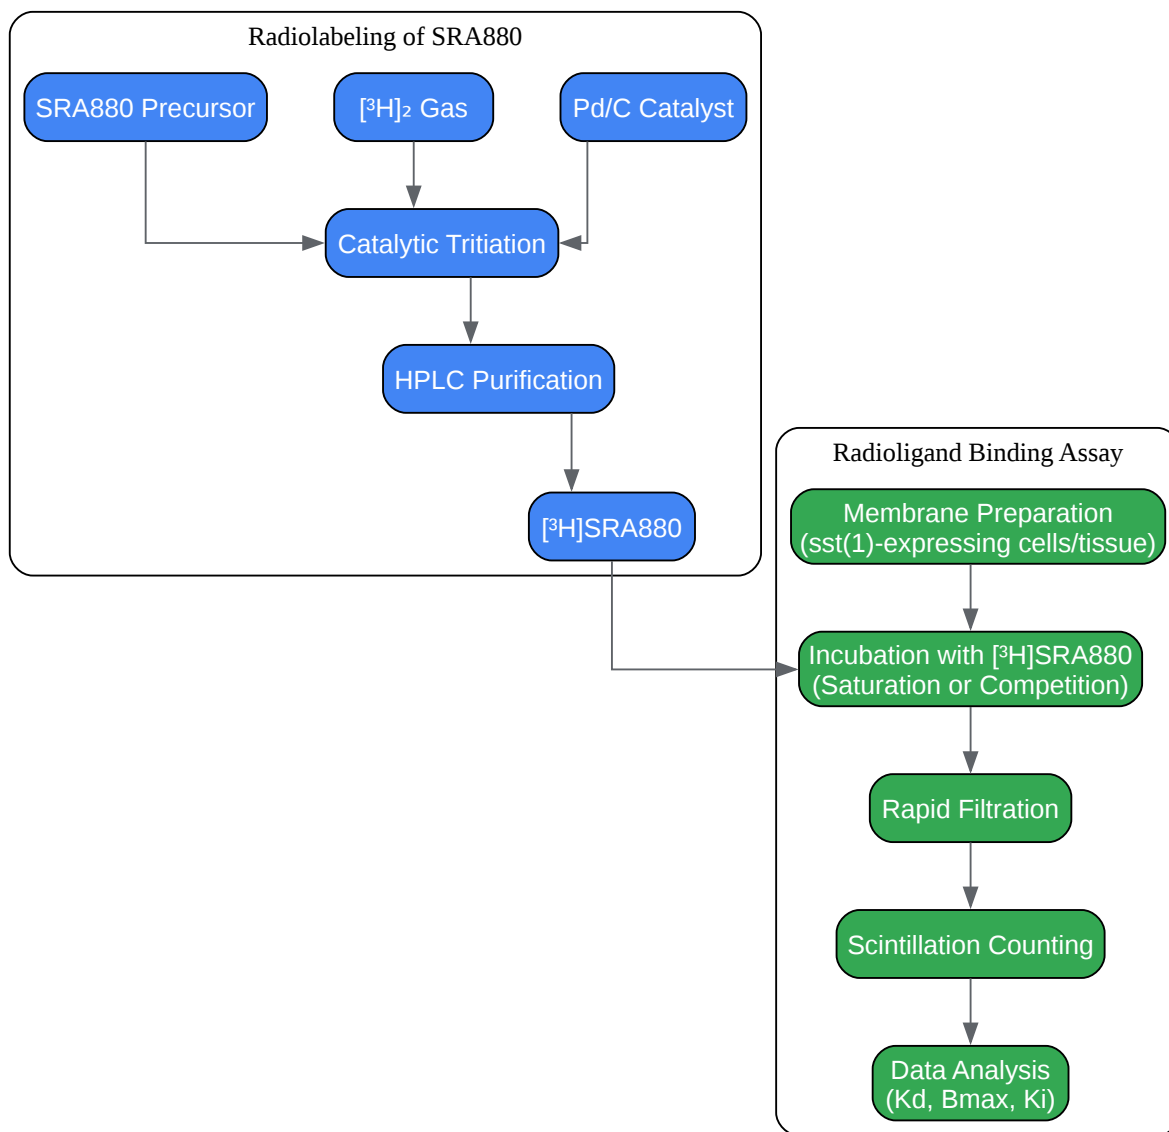 Radiolabeling of SRA880
SRA880 Precursor
[³H]₂ Gas
Pd/C Catalyst
Catalytic Tritiation
HPLC Purification
[³H]SRA880
Radioligand Binding Assay
Membrane Preparation
(sst(1)-expressing cells/tissue)
Incubation with [³H]SRA880
(Saturation or Competition)
Rapid Filtration
Scintillation Counting
Data Analysis
(Kd, Bmax, Ki)